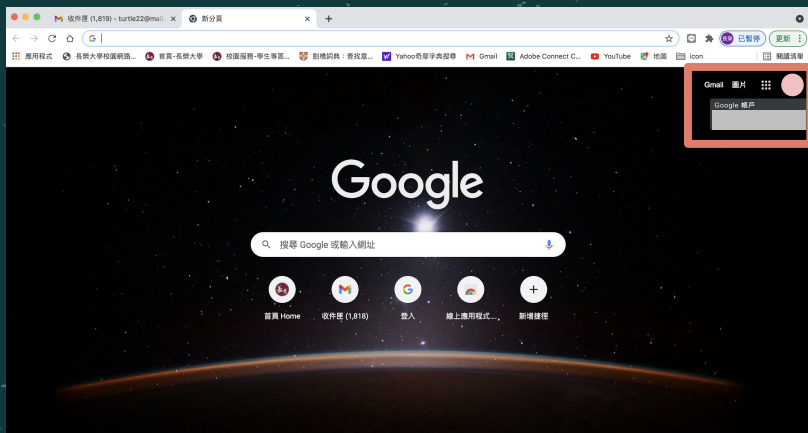 收件匣 (1,819) - turtle22@mail.
新分頁
長榮 已暫停 更新
應用程式 長榮大學校園網路... 首頁-長榮大學 校園服務-學生專區... 劍橋詞典：查找意... Yahoo奇摩字典搜尋 Gmail Adobe Connect C... YouTube 地圖 icon 閱讀清單
Gmail 圖片
Google 帳戶
Google
搜尋 Google 或輸入網址
首頁 Home 收件匣 (1,818) 登入 線上應用程式... 新增捷徑